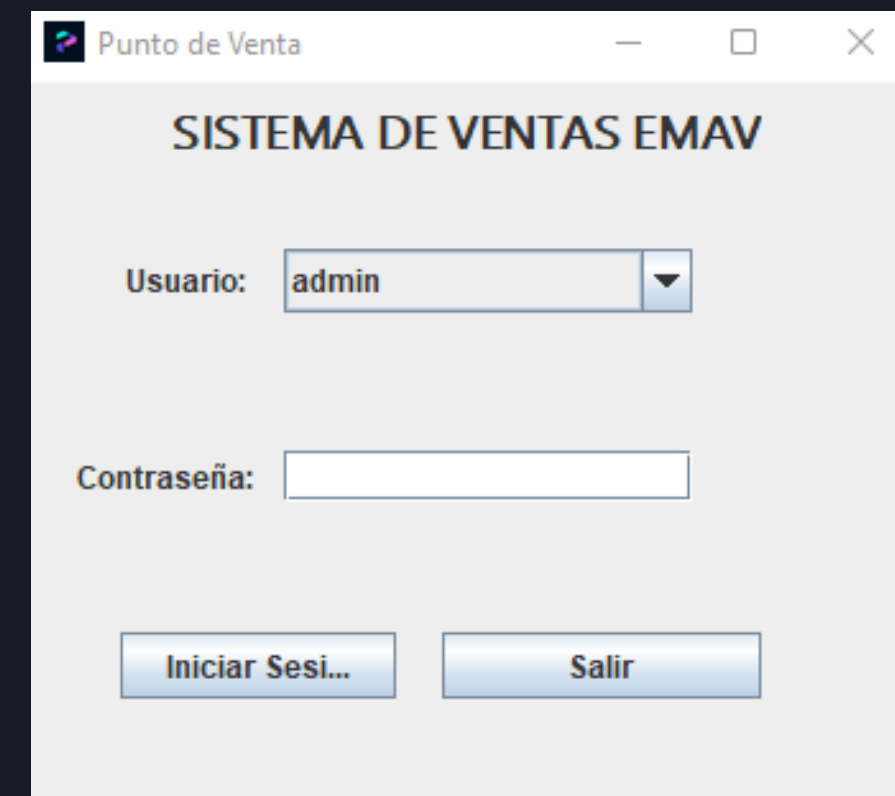 Punto de Venta
SISTEMA DE VENTAS EMAV
Usuario: admin
Contraseña:
Iniciar Sesi... Salir